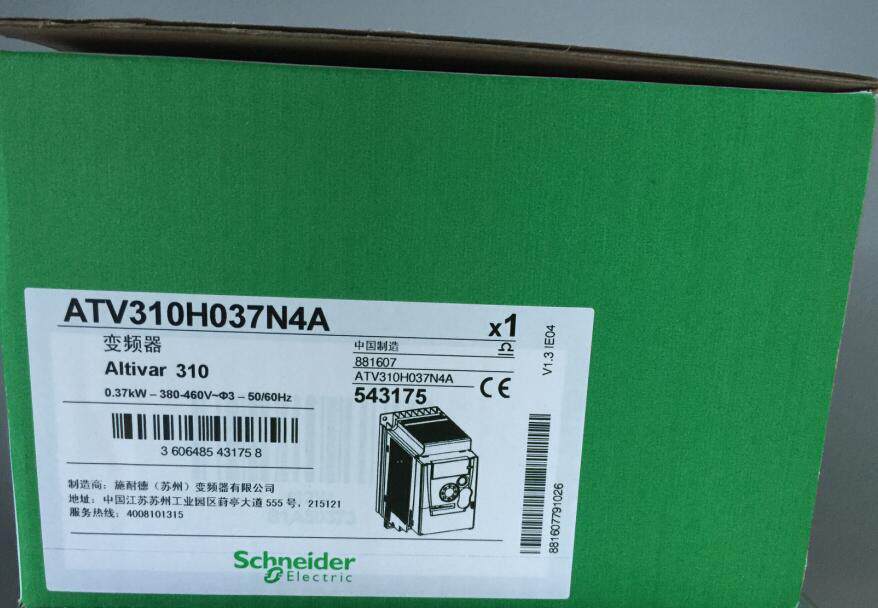 ATV310H037N4A
x1
变频器
Altivar 310
0.37kW – 380-460V~Φ3 – 50/60Hz
中国制造
Ω
881607
ATV310H037N4A
543175
CE
V1.3 IE04
3 606485 43175 8
制造商: 施耐德（苏州）变频器有限公司
地址: 中国江苏苏州工业园区葑亭大道 555 号, 215121
服务热线: 4008101315
881607791026
Schneider
Electric